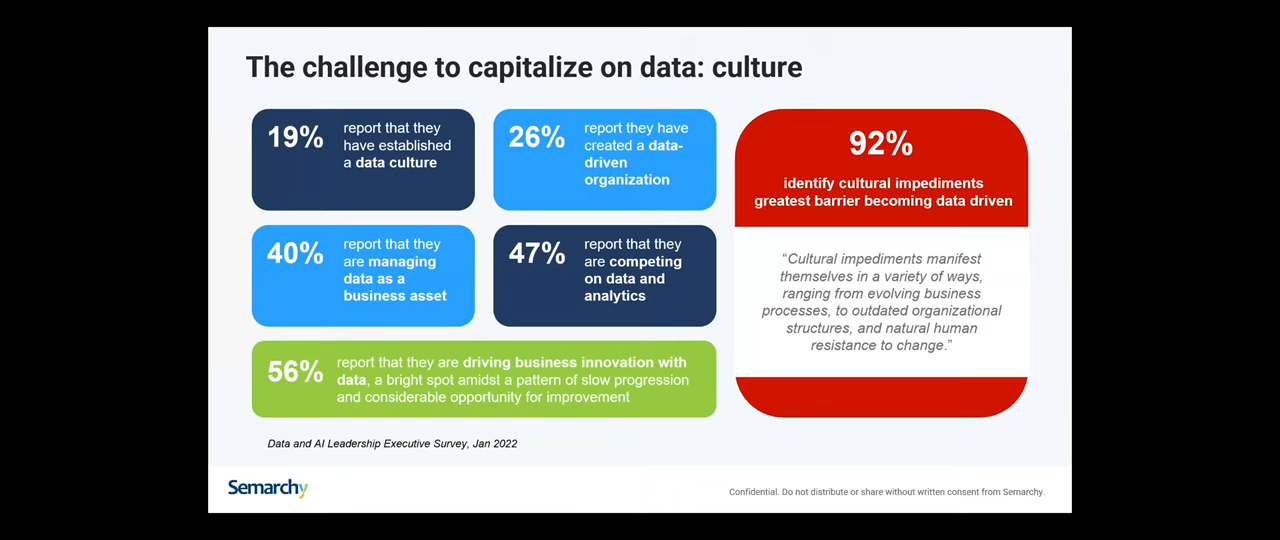 The challenge to capitalize on data: culture
19%
report that they
have established
a data culture
26%
report they have
created a data-
driven
organization
40%
report that they
are managing
data as a
business asset
47%
report that they
are competing
on data and
analytics
56%
report that they are driving business innovation with
data, a bright spot amidst a pattern of slow progression
and considerable opportunity for improvement
92%
identify cultural impediments
greatest barrier becoming data driven
“Cultural impediments manifest
themselves in a variety of ways,
ranging from evolving business
processes, to outdated organizational
structures, and natural human
resistance to change.”
Data and AI Leadership Executive Survey, Jan 2022
Semarchy
Confidential. Do not distribute or share without written consent from Semarchy.